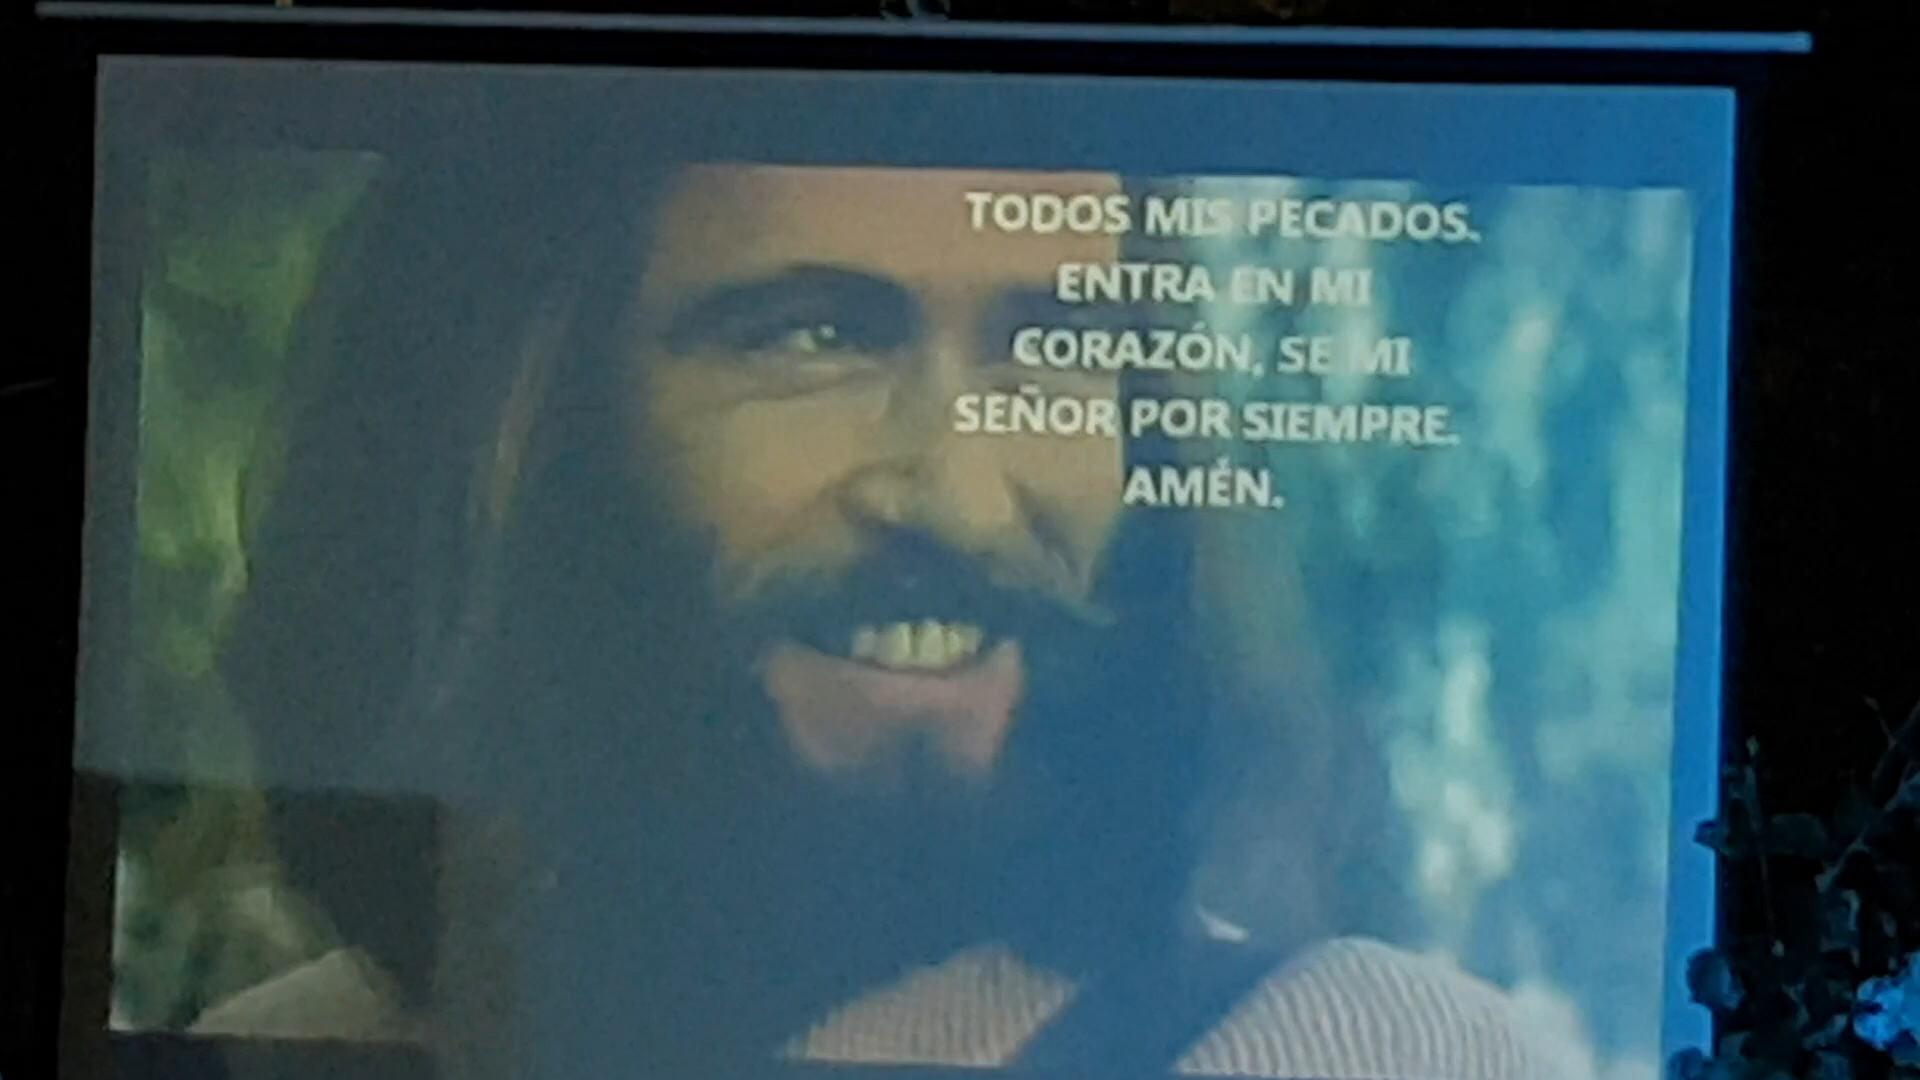 TODOS MIS PECADOS.
ENTRA EN MI
CORAZÓN, SE MI
SEÑOR POR SIEMPRE.
AMÉN.